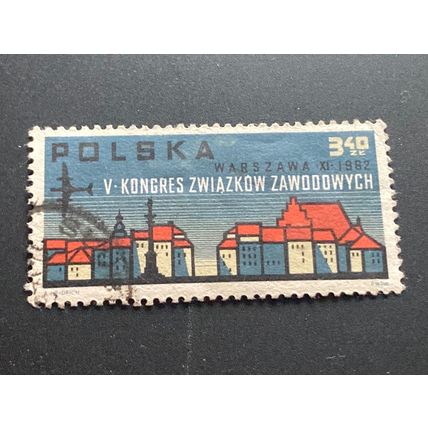 POLSKA
3 40 ZŁ
WARSZAWA XI·1962
V·KONGRES ZWIĄZKÓW ZAWODOWYCH